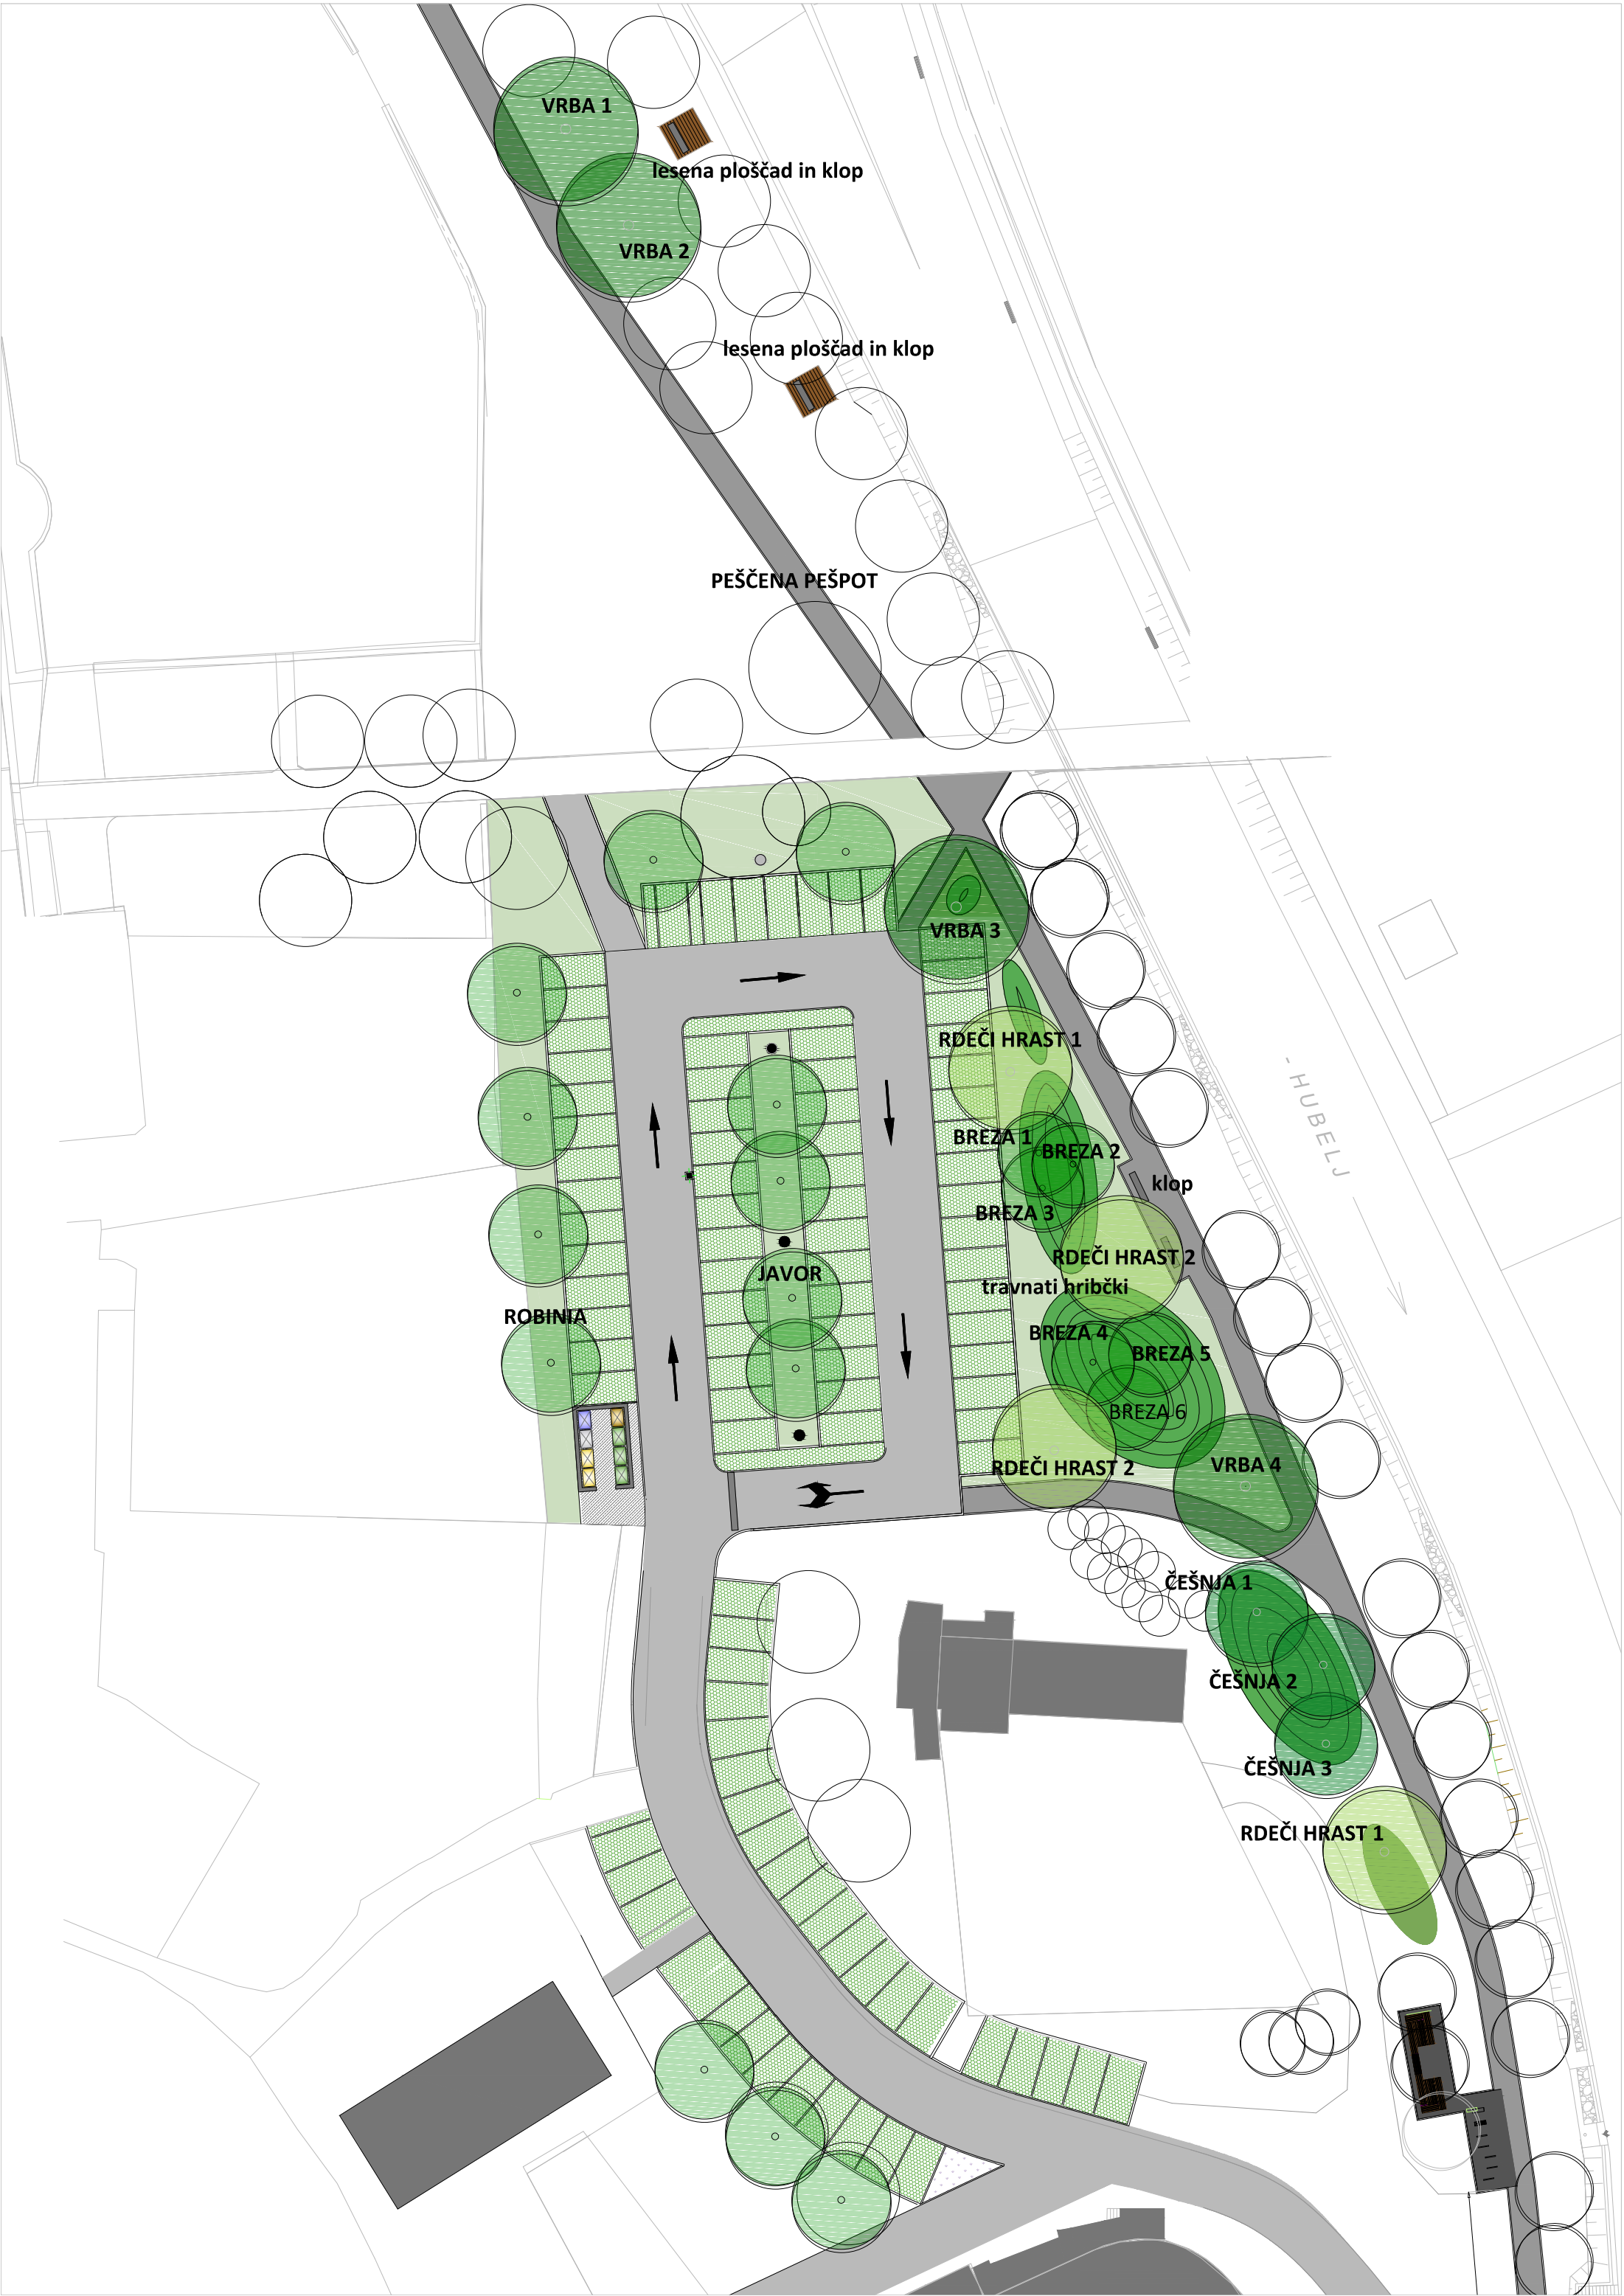 VRBA 1
lesena ploščad in klop
VRBA 2
lesena ploščad in klop
PEŠČENA PEŠPOT
VRBA 3
RDEČI HRAST 1
- HUBELJ
BREZA 1
BREZA 2
klop
BREZA 3
RDEČI HRAST 2
JAVOR
travnati hribčki
ROBINIA
BREZA 4
BREZA 5
BREZA 6
VRBA 4
RDEČI HRAST 2
ČEŠNJA 1
ČEŠNJA 2
ČEŠNJA 3
RDEČI HRAST 1